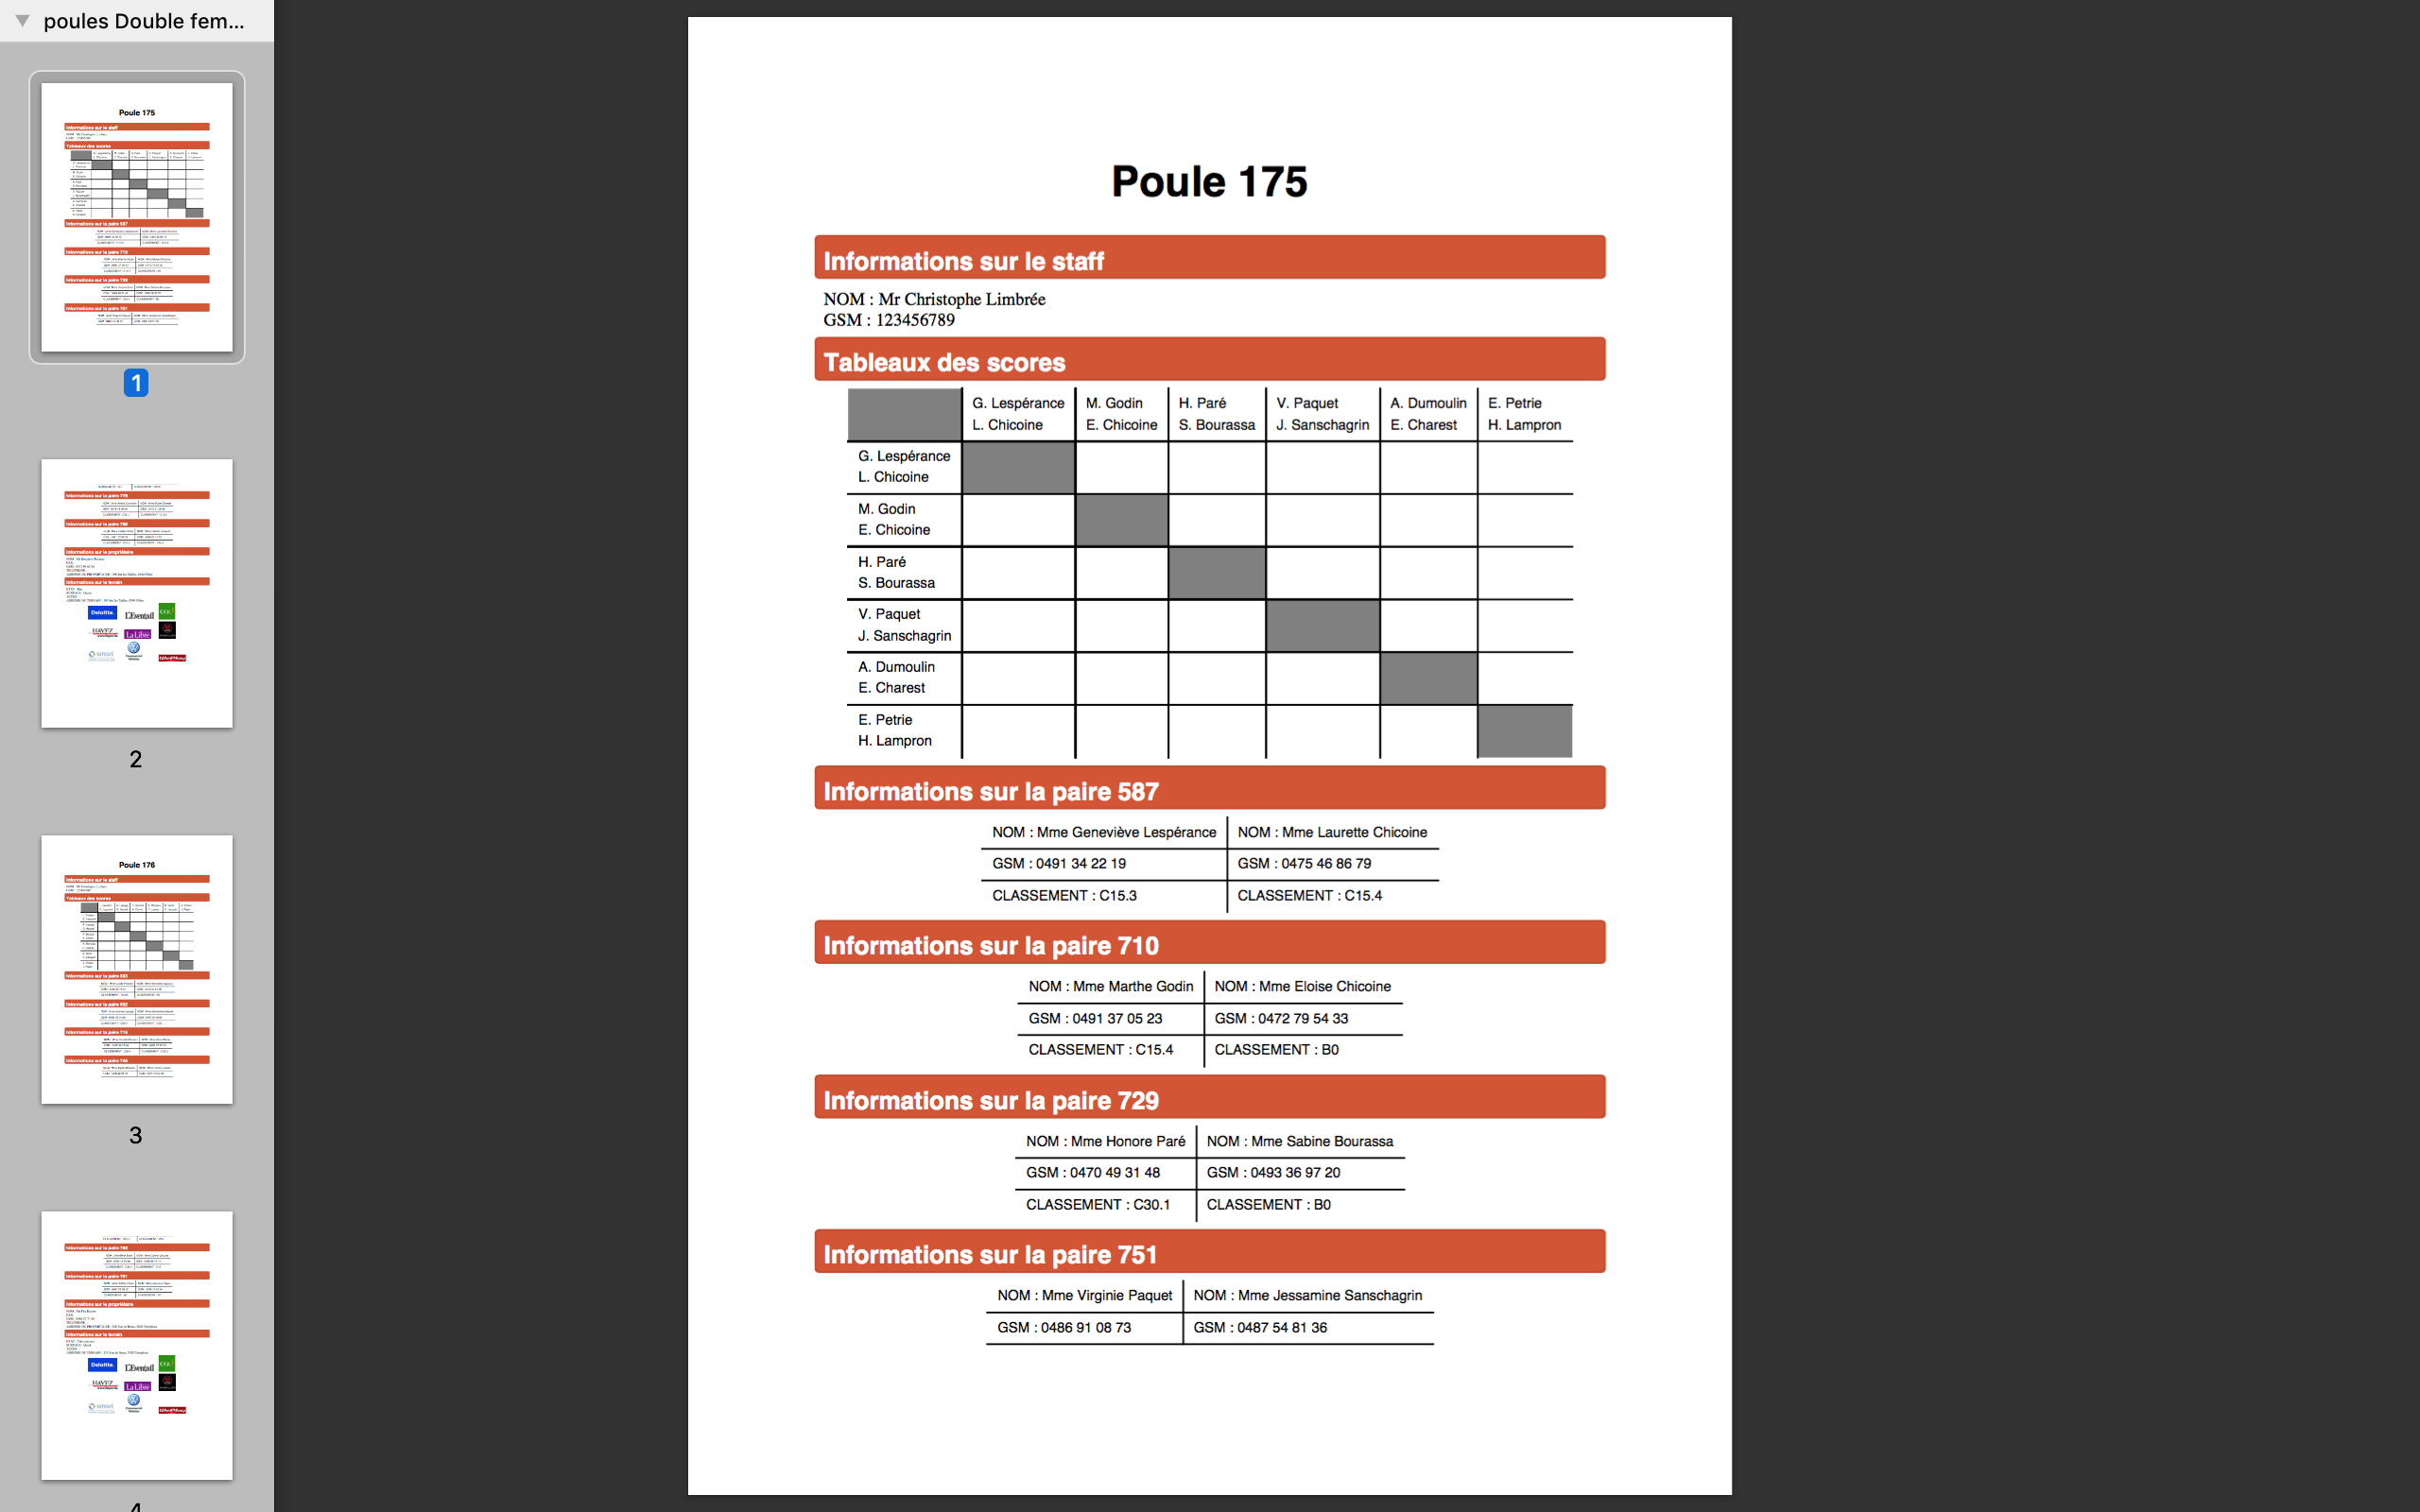 poules Double fem...
1
2
3
4
Poule 175
Informations sur le staff
NOM : Mr Christophe Limbrée
GSM : 123456789
Tableaux des scores
G. Lespérance M. Godin H. Paré V. Paquet A. Dumoulin E. Petrie
L. Chicoine E. Chicoine S. Bourassa J. Sanschagrin E. Charest H. Lampron
G. Lespérance
L. Chicoine
M. Godin
E. Chicoine
H. Paré
S. Bourassa
V. Paquet
J. Sanschagrin
A. Dumoulin
E. Charest
E. Petrie
H. Lampron
Informations sur la paire 587
NOM : Mme Geneviève Lespérance NOM : Mme Laurette Chicoine
GSM : 0491 34 22 19 GSM : 0475 46 86 79
CLASSEMENT : C15.3 CLASSEMENT : C15.4
Informations sur la paire 710
NOM : Mme Marthe Godin NOM : Mme Eloise Chicoine
GSM : 0491 37 05 23 GSM : 0472 79 54 33
CLASSEMENT : C15.4 CLASSEMENT : B0
Informations sur la paire 729
NOM : Mme Honore Paré NOM : Mme Sabine Bourassa
GSM : 0470 49 31 48 GSM : 0493 36 97 20
CLASSEMENT : C30.1 CLASSEMENT : B0
Informations sur la paire 751
NOM : Mme Virginie Paquet NOM : Mme Jessamine Sanschagrin
GSM : 0486 91 08 73 GSM : 0487 54 81 36